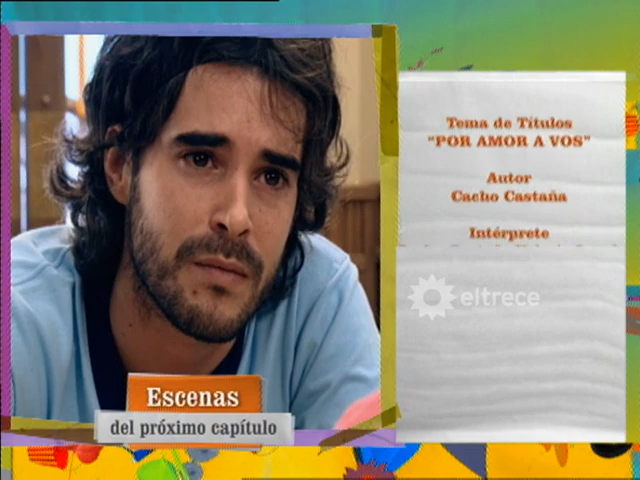 Tema de Títulos
"POR AMOR A VOS"
Autor
Cacho Castaña
Intérprete
eltrece
Escenas
del próximo capítulo